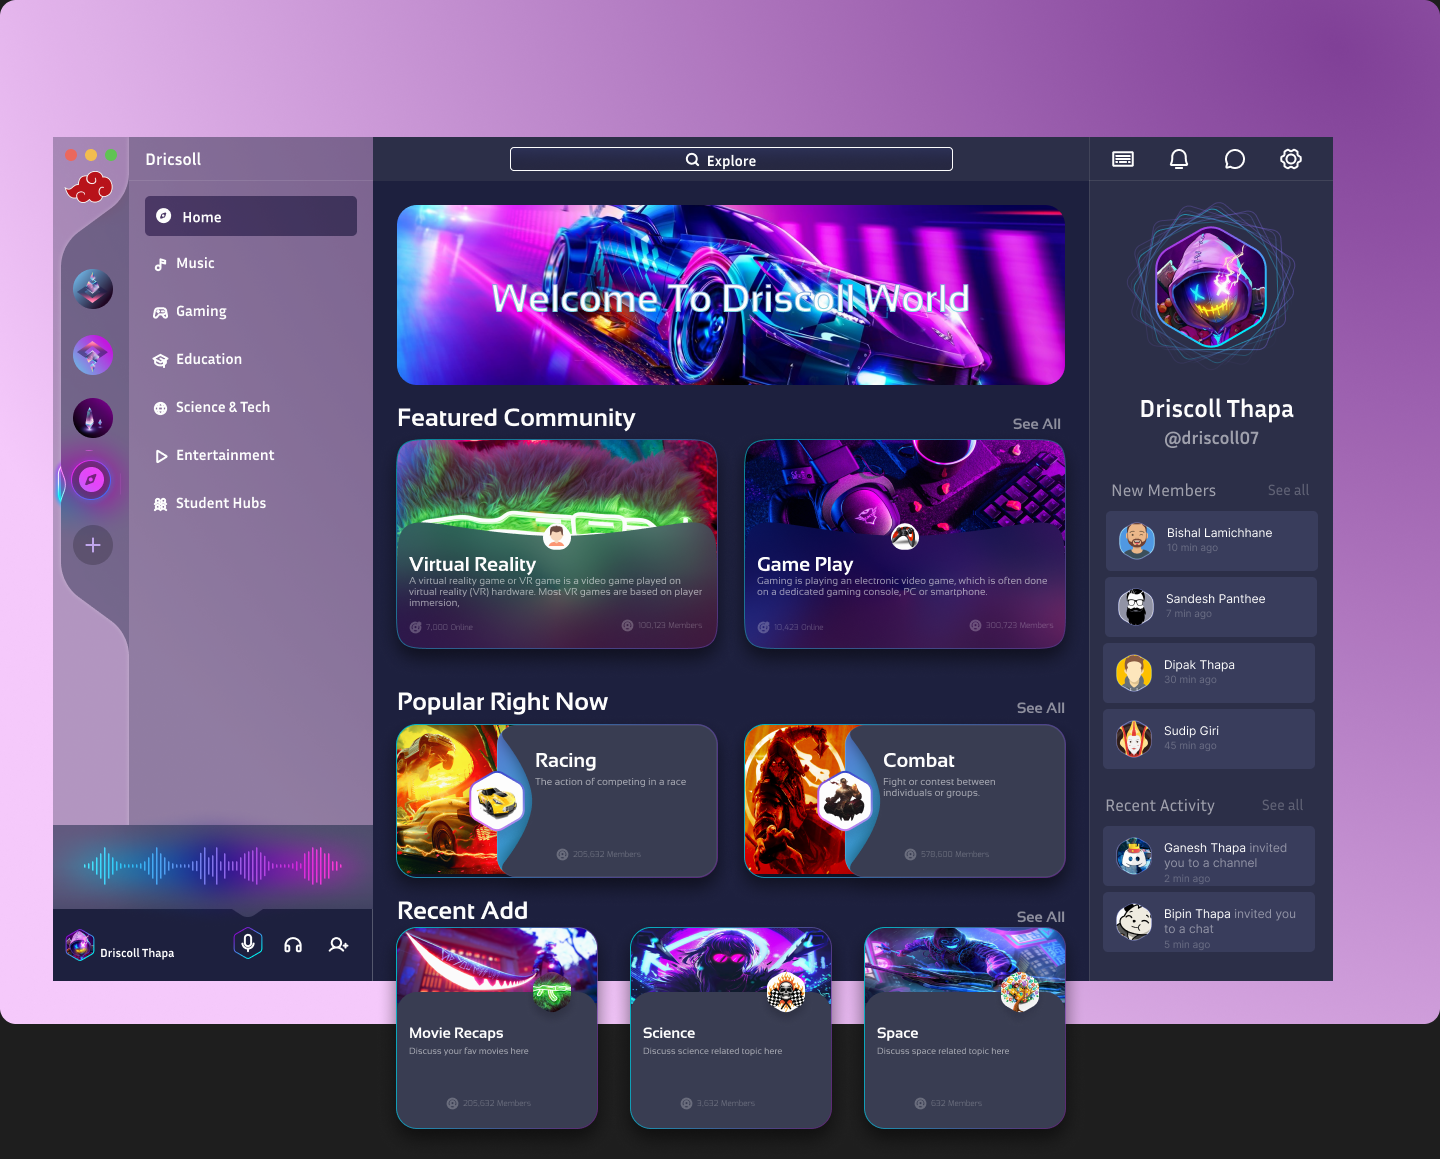 Dricsoll
Explore
Home
Music
Gaming
Education
Science & Tech
Entertainment
Student Hubs
Driscoll Thapa
Welcome To Driscoll World
Featured Community
See All
Virtual Reality
A virtual reality game or VR game is a video game played on
virtual reality (VR) hardware. Most VR games are based on player
immersion,
7,000 Online
100,123 Members
Game Play
Gaming is playing an electronic video game, which is often done
on a dedicated gaming console, PC or smartphone.
10,423 Online
300,723 Members
Popular Right Now
See All
Racing
The action of competing in a race
205,632 Members
Combat
Fight or contest between
individuals or groups.
578,600 Members
Recent Add
See All
Movie Recaps
Discuss your fav movies here
205,632 Members
Science
Discuss science related topic here
3,632 Members
Space
Discuss space related topic here
632 Members
Driscoll Thapa
@driscoll07
New Members
See all
Bishal Lamichhane
10 min ago
Sandesh Panthee
7 min ago
Dipak Thapa
30 min ago
Sudip Giri
45 min ago
Recent Activity
See all
Ganesh Thapa invited
you to a channel
2 min ago
Bipin Thapa invited you
to a chat
5 min ago